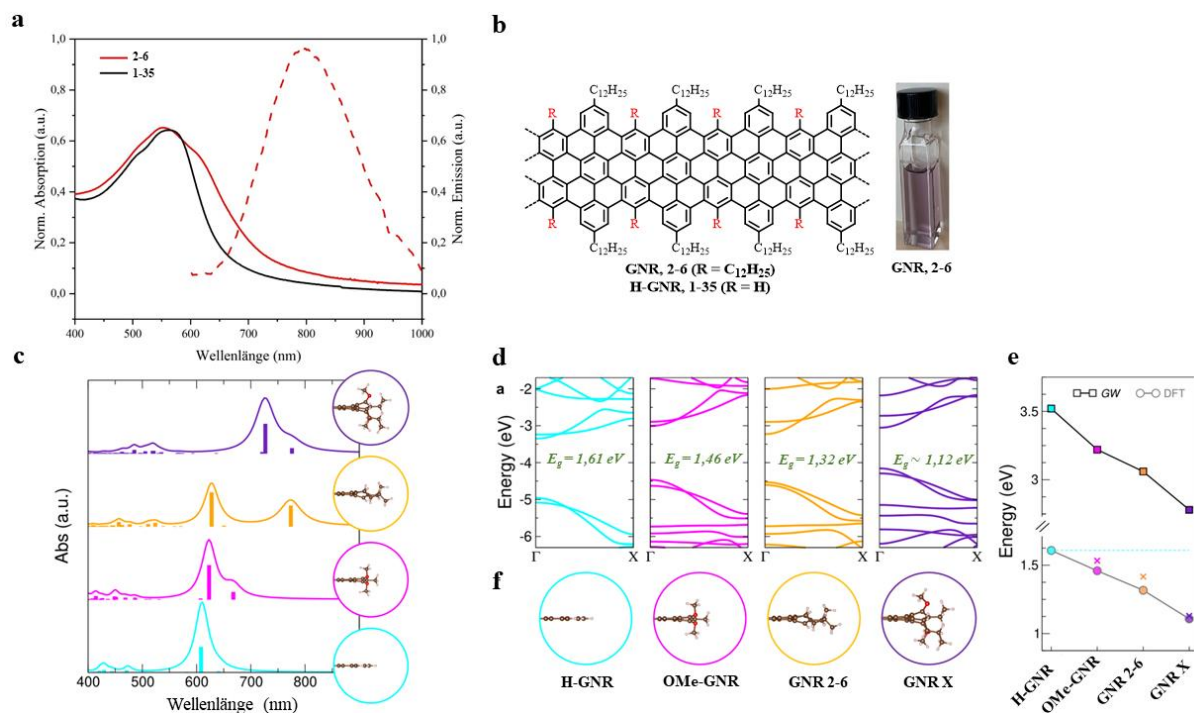 a
2-6
1-35
Norm. Absorption (a.u.)
Norm. Emission (a.u.)
1,0
0,8
0,6
0,4
0,2
0,0
1,0
0,8
0,6
0,4
0,2
0,0
400 500 600 700 800 900 1000
Wellenlänge (nm)
b
C12H25 C12H25 C12H25 C12H25
R R R R
R R R R
C12H25 C12H25 C12H25 C12H25
GNR, 2-6 (R = C12H25)
H-GNR, 1-35 (R = H)
GNR, 2-6
c
Abs (a.u.)
400 500 600 700 800
Wellenlänge (nm)
d
a
Energy (eV)
-2
-3
-4
-5
-6
Eg = 1,61 eV
Eg = 1,46 eV
Eg = 1,32 eV
Eg ~ 1,12 eV
Γ X Γ X Γ X Γ X
e
GW DFT
Energy (eV)
3.5
3
1.5
1
H-GNR
OMe-GNR
GNR 2-6
GNR X
f
H-GNR OMe-GNR GNR 2-6 GNR X